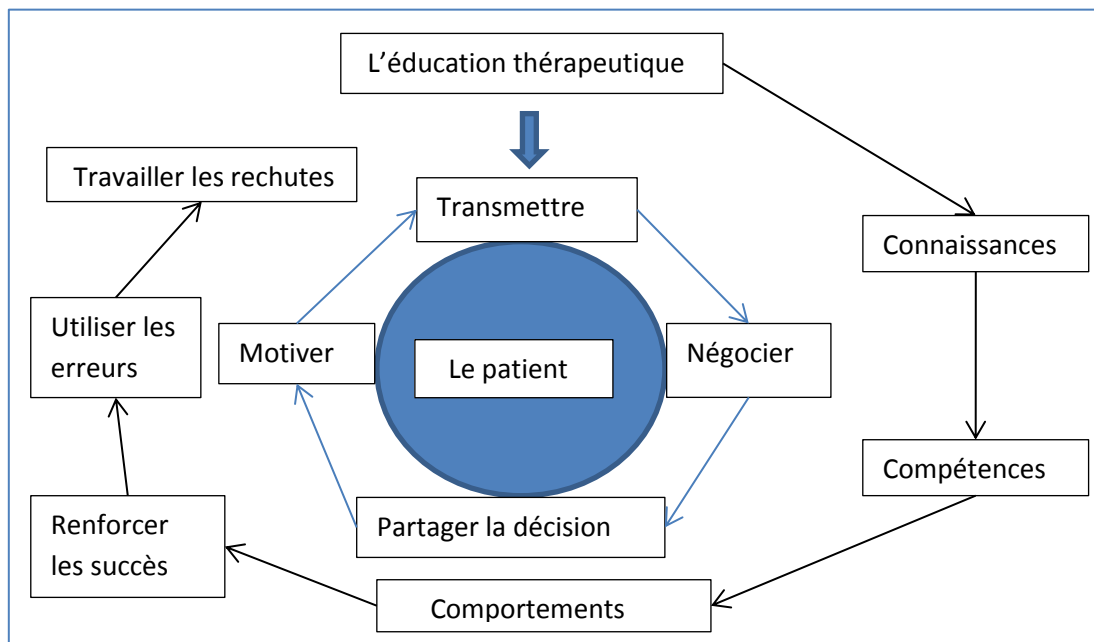 L’éducation thérapeutique
Travailler les rechutes
Transmettre
Connaissances
Utiliser les
erreurs
Motiver
Le patient
Négocier
Compétences
Renforcer
les succès
Partager la décision
Comportements